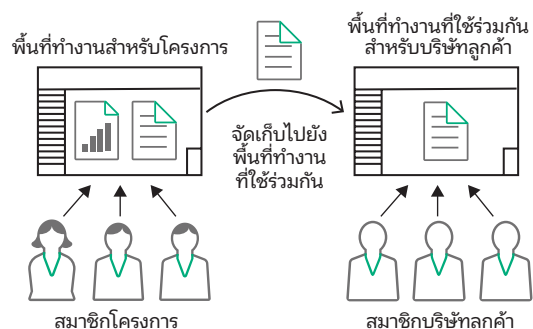 พื้นที่ทำงานสำหรับโครงการ
พื้นที่ทำงานที่ใช้ร่วมกัน
สำหรับบริษัทลูกค้า
จัดเก็บไปยัง
พื้นที่ทำงาน
ที่ใช้ร่วมกัน
สมาชิกโครงการ
สมาชิกบริษัทลูกค้า